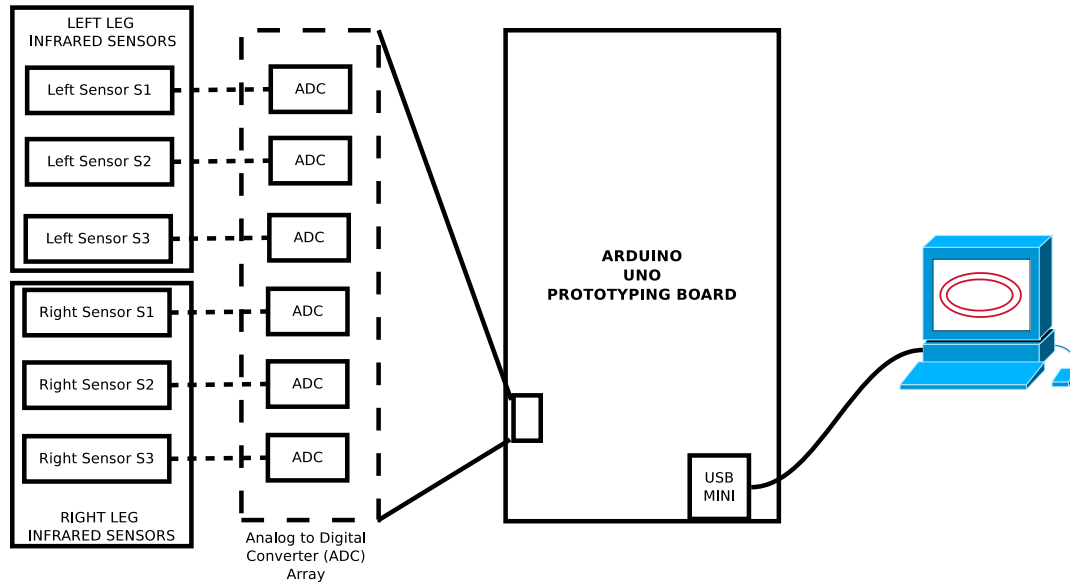 LEFT LEG
INFRARED SENSORS
Left Sensor S1
Left Sensor S2
Left Sensor S3
Right Sensor S1
Right Sensor S2
Right Sensor S3
RIGHT LEG
INFRARED SENSORS
ADC
ADC
ADC
ADC
ADC
ADC
Analog to Digital
Converter (ADC)
Array
ARDUINO
UNO
PROTOTYPING BOARD
USB
MINI